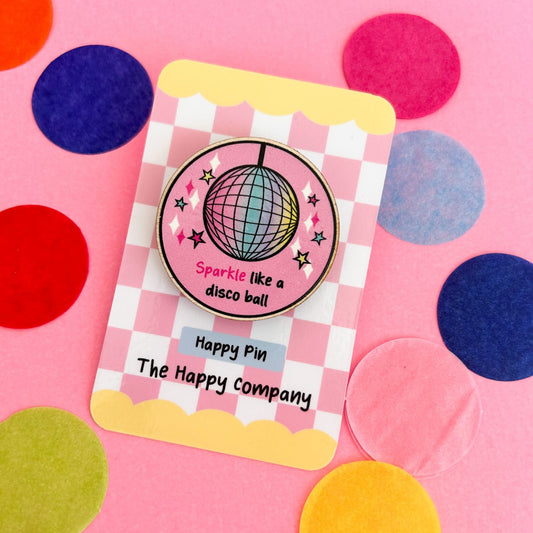 Sparkle like a
disco ball
Happy Pin
The Happy Company